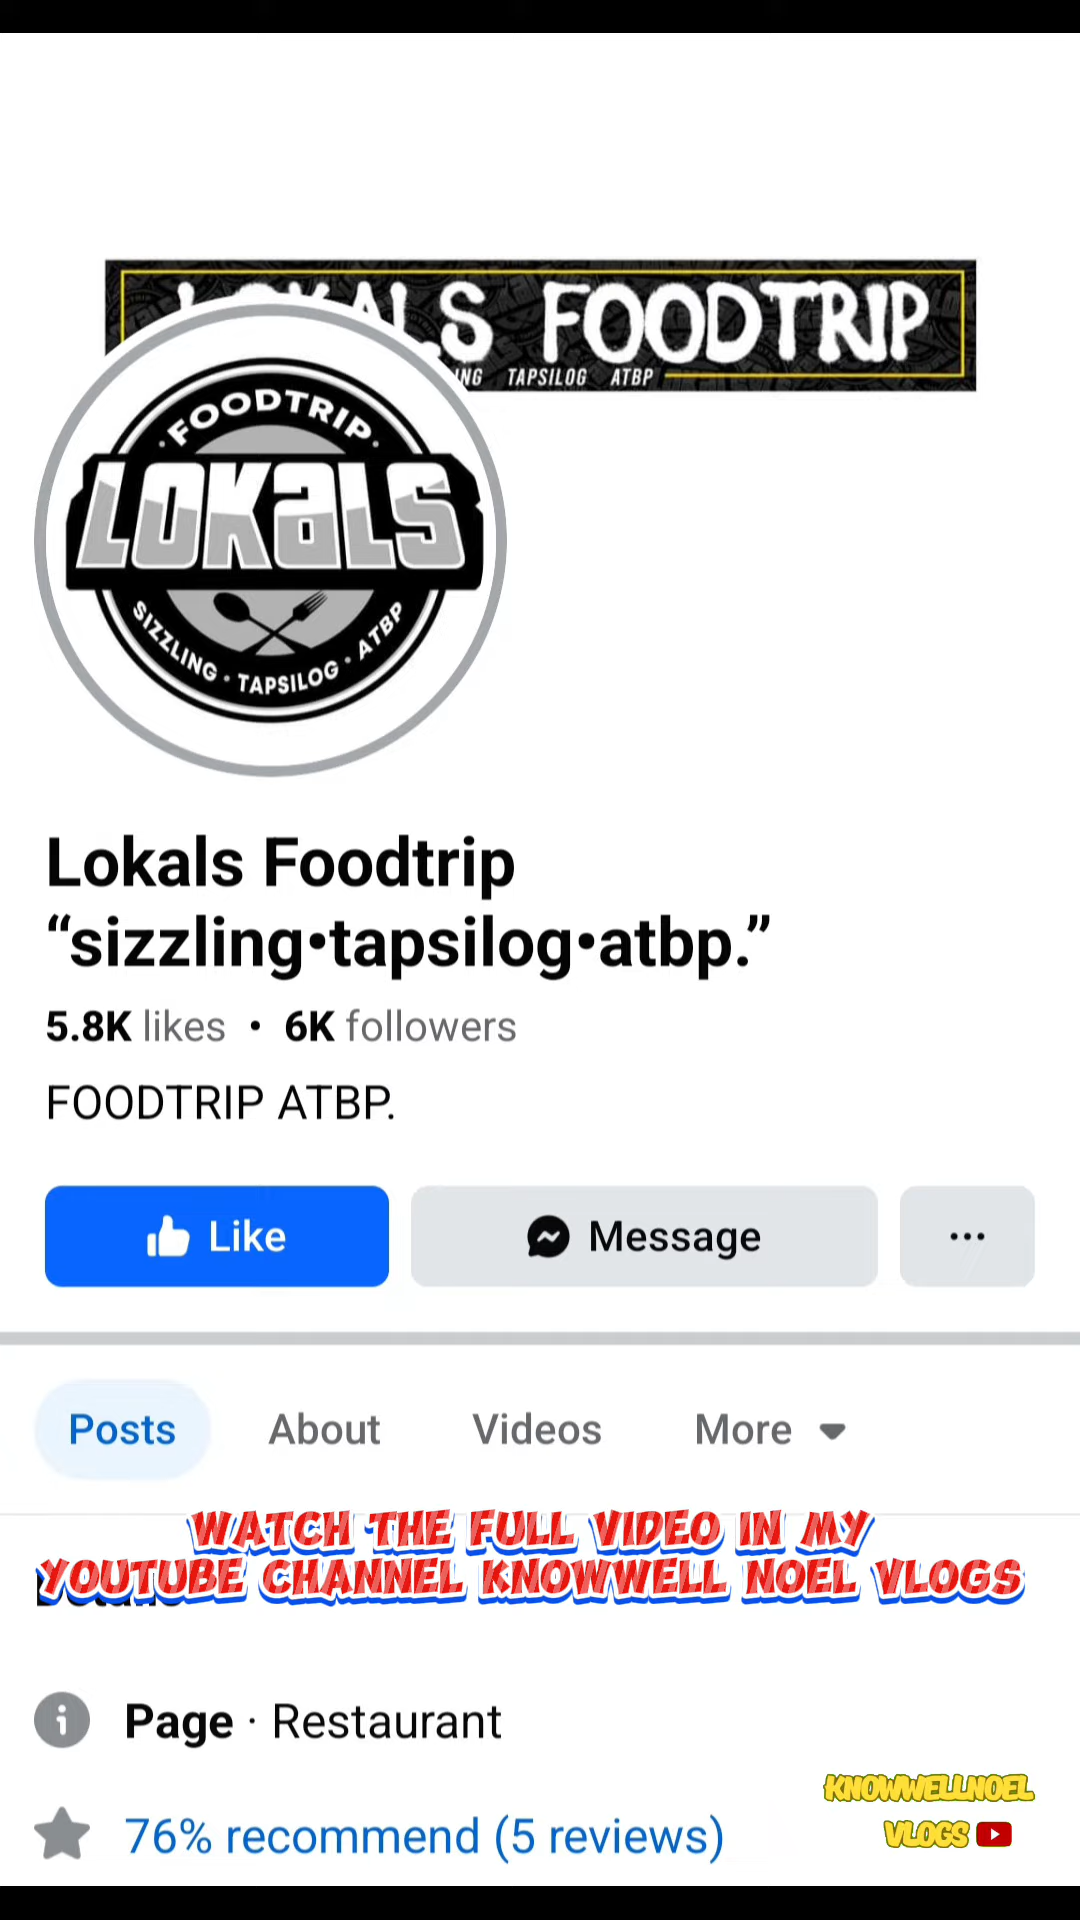 LOKALS FOODTRIP
TAPSILOG ATBP
FOODTRIP
LOKALS
SIZZLING • TAPSILOG • ATBP
Lokals Foodtrip
“sizzling•tapsilog•atbp.”
5.8K likes • 6K followers
FOODTRIP ATBP.
Like
Message
Posts
About
Videos
More
WATCH THE FULL VIDEO IN MY
YOUTUBE CHANNEL KNOWWELL NOEL VLOGS
Page · Restaurant
76% recommend (5 reviews)
KNOWWELLNOEL
VLOGS